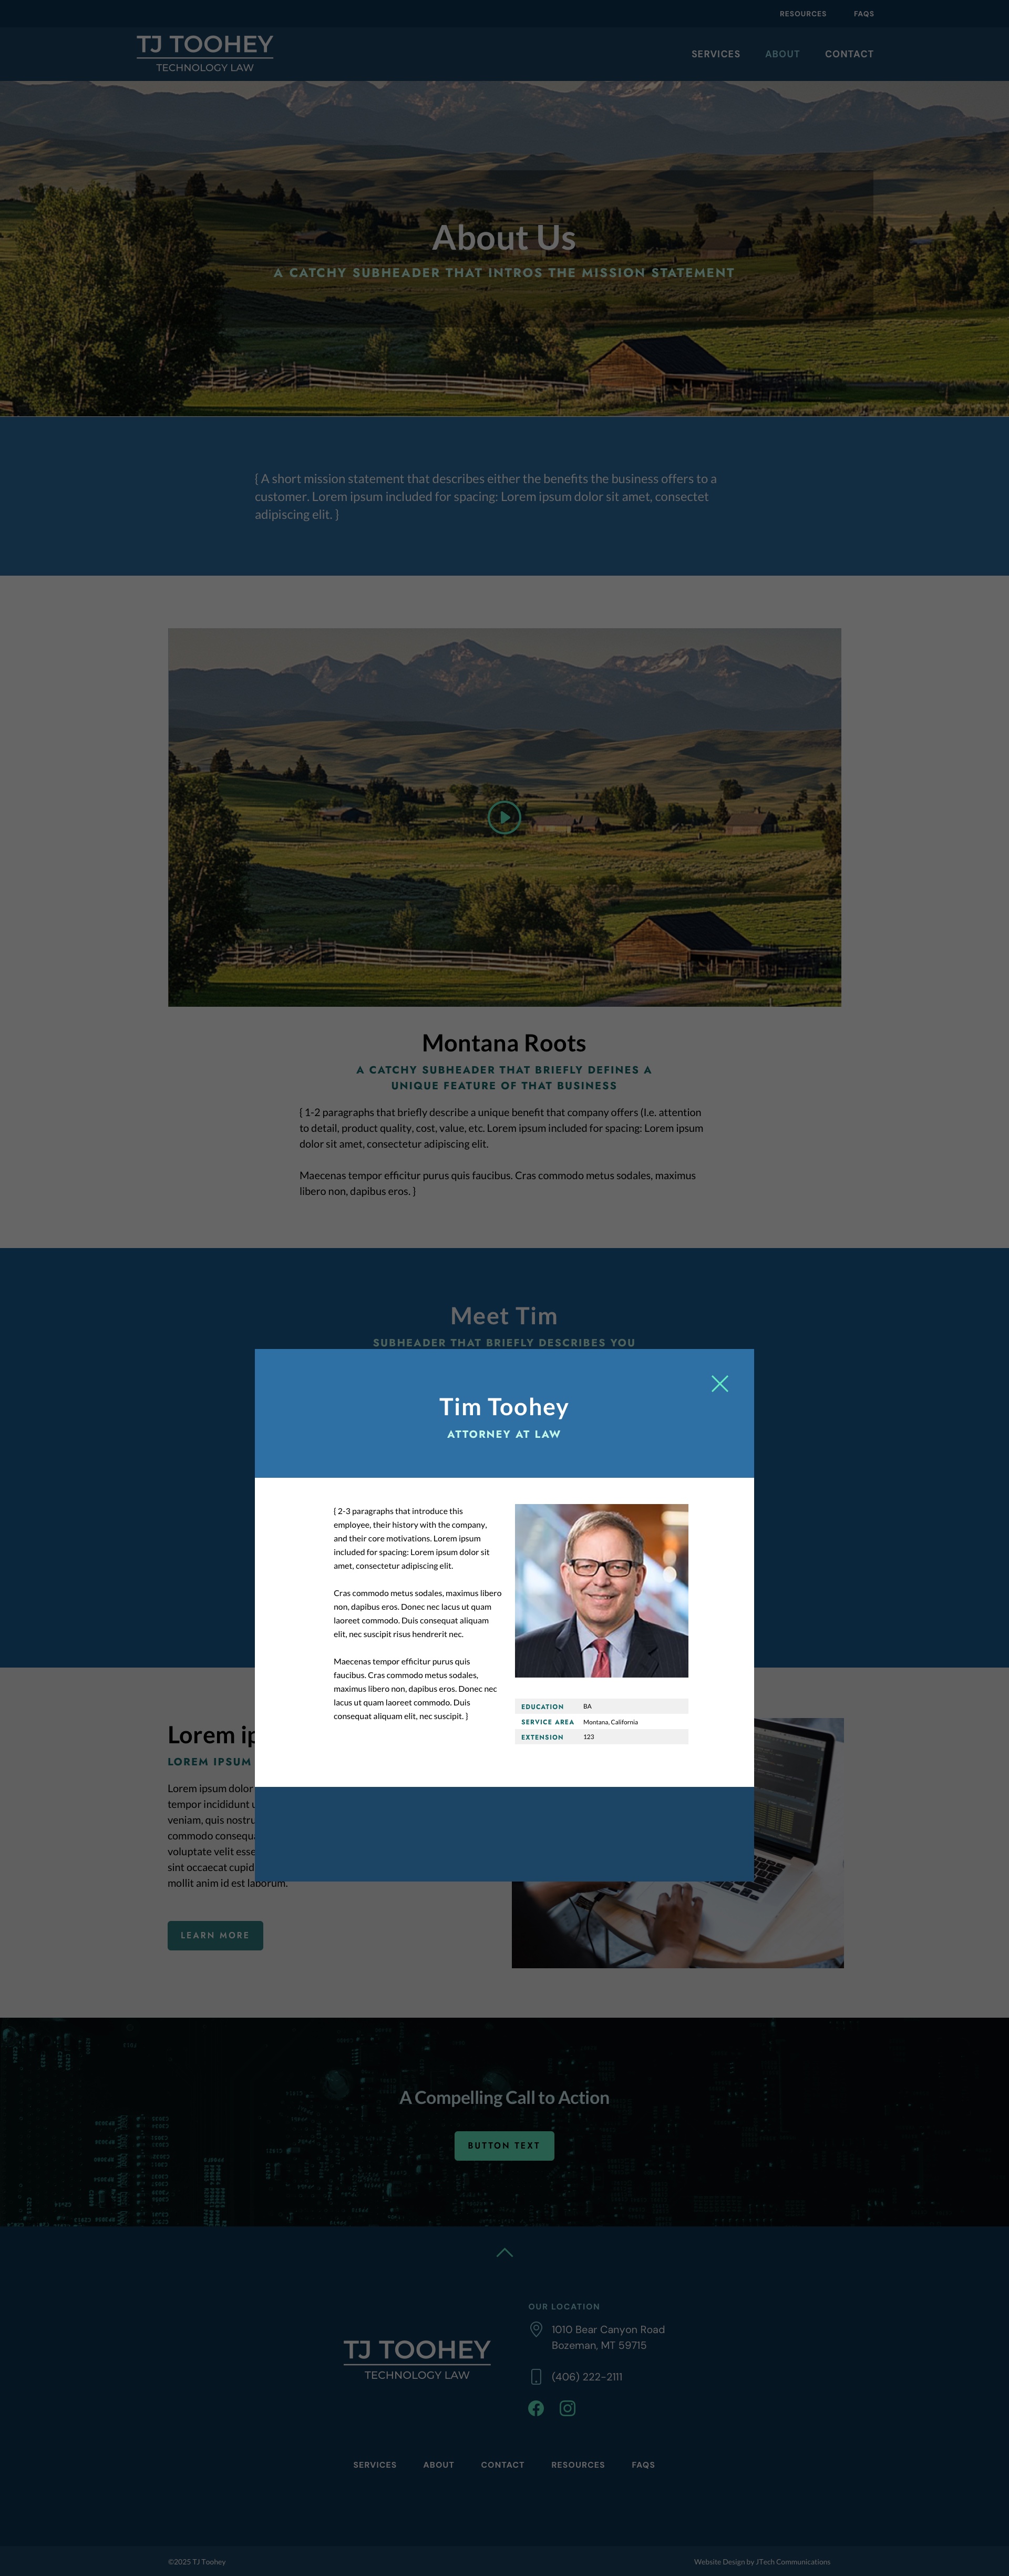 RESOURCES FAQS
TJ TOOHEY
TECHNOLOGY LAW
SERVICES ABOUT CONTACT
About Us
A CATCHY SUBHEADER THAT INTROS THE MISSION STATEMENT
{ A short mission statement that describes either the benefits the business offers to a
customer. Lorem ipsum included for spacing: Lorem ipsum dolor sit amet, consectet
adipiscing elit. }
Montana Roots
A CATCHY SUBHEADER THAT BRIEFLY DEFINES A
UNIQUE FEATURE OF THAT BUSINESS
{ 1-2 paragraphs that briefly describe a unique benefit that company offers (I.e. attention
to detail, product quality, cost, value, etc. Lorem ipsum included for spacing: Lorem ipsum
dolor sit amet, consectetur adipiscing elit.
Maecenas tempor efficitur purus quis faucibus. Cras commodo metus sodales, maximus
libero non, dapibus eros. }
Meet Tim
SUBHEADER THAT BRIEFLY DESCRIBES YOU
Tim Toohey
ATTORNEY AT LAW
{ 2-3 paragraphs that introduce this
employee, their history with the company,
and their core motivations. Lorem ipsum
included for spacing: Lorem ipsum dolor sit
amet, consectetur adipiscing elit.
Cras commodo metus sodales, maximus libero
non, dapibus eros. Donec nec lacus ut quam
laoreet commodo. Duis consequat aliquam
elit, nec suscipit risus hendrerit nec.
Maecenas tempor efficitur purus quis
faucibus. Cras commodo metus sodales,
maximus libero non, dapibus eros. Donec nec
lacus ut quam laoreet commodo. Duis
consequat aliquam elit, nec suscipit. }
EDUCATION BA
SERVICE AREA Montana, California
EXTENSION 123
Lorem ip
LOREM IPSUM
Lorem ipsum dolor
tempor incididunt u
veniam, quis nostru
commodo consequa
voluptate velit esse
sint occaecat cupid
mollit anim id est laborum.
LEARN MORE
A Compelling Call to Action
BUTTON TEXT
OUR LOCATION
1010 Bear Canyon Road
Bozeman, MT 59715
TJ TOOHEY
TECHNOLOGY LAW
(406) 222-2111
SERVICES ABOUT CONTACT RESOURCES FAQS
©2025 TJ Toohey
Website Design by JTech Communications